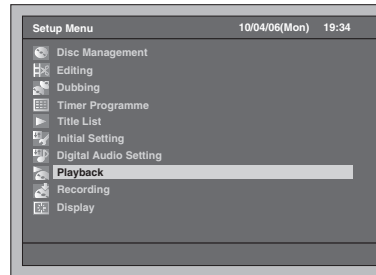 Setup Menu 10/04/06(Mon) 19:34
Disc Management
Editing
Dubbing
Timer Programme
Title List
Initial Setting
Digital Audio Setting
Playback
Recording
Display